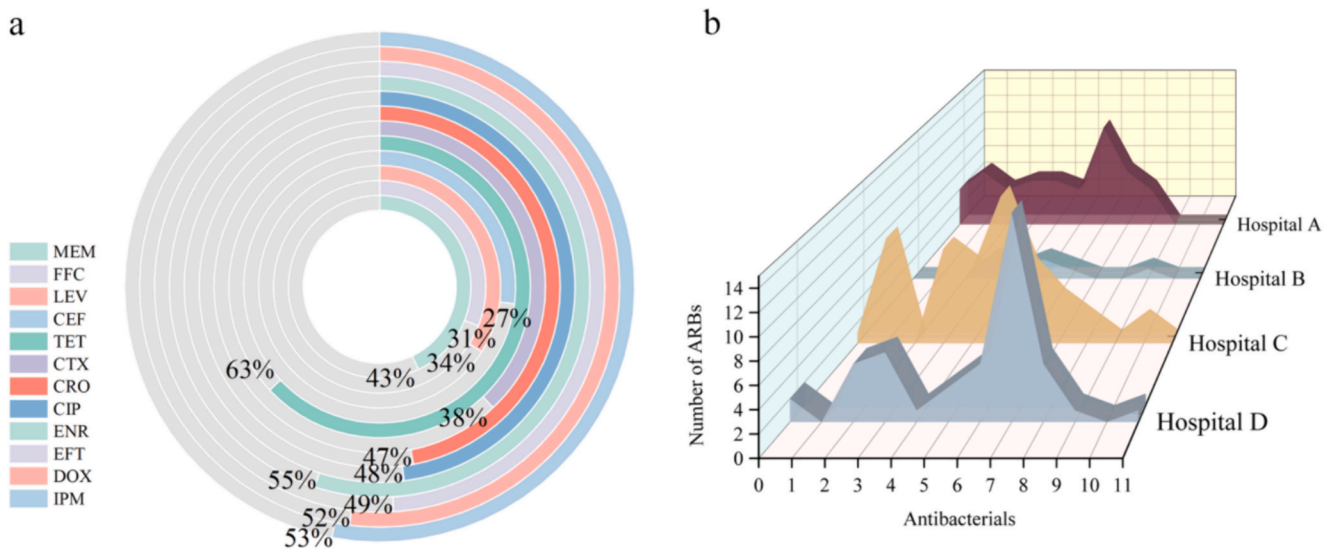 a
MEM
FFC
LEV
CEF
TET
CTX
CRO
CIP
ENR
EFT
DOX
IPM
27%
31%
34%
43%
63%
38%
47%
48%
55%
49%
52%
53%
b
Number of ARBs
14
12
10
8
6
4
2
0
0 1 2 3 4 5 6 7 8 9 10 11
Antibacterials
Hospital A
Hospital B
Hospital C
Hospital D